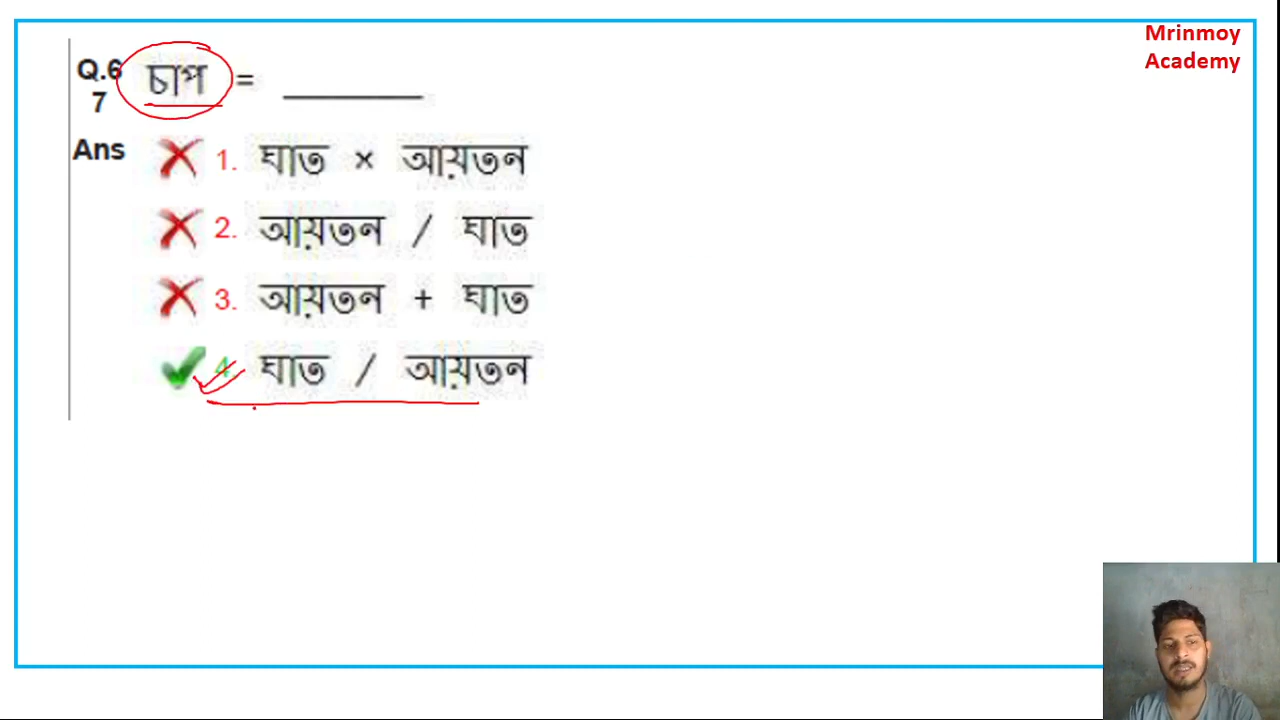 Mrinmoy
Academy
Q.6
7
চাপ = ________
Ans
1. ঘাত × আয়তন
2. আয়তন / ঘাত
3. আয়তন + ঘাত
4. ঘাত / আয়তন